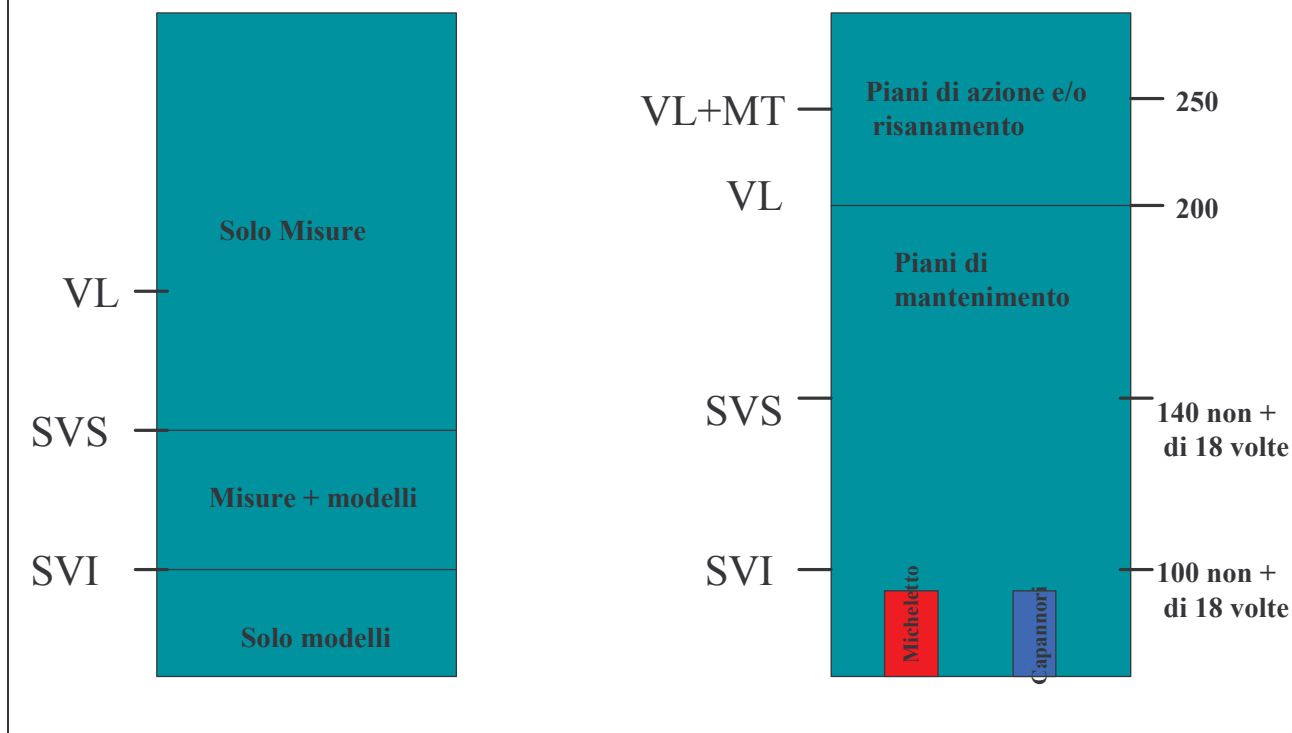 Solo Misure
VL
SVS
Misure + modelli
SVI
Solo modelli
VL+MT
Piani di azione e/o
risanamento
250
VL
200
Piani di
mantenimento
SVS
140 non +
di 18 volte
SVI
100 non +
di 18 volte
Micheletto
Capannori